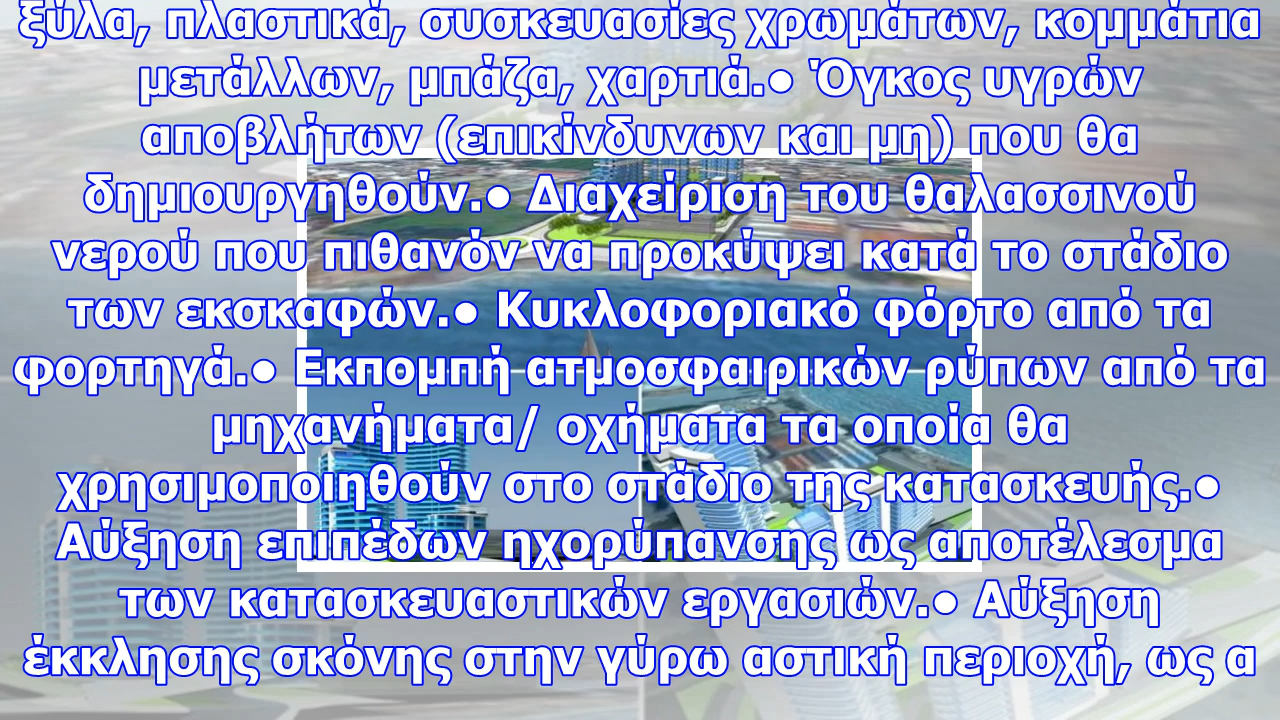 ξύλα, πλαστικά, συσκευασίες χρωμάτων, κομμάτια
μετάλλων, μπάζα, χαρτιά.● Όγκος υγρών
αποβλήτων (επικίνδυνων και μη) που θα
δημιουργηθούν.● Διαχείριση του θαλασσινού
νερού που πιθανόν να προκύψει κατά το στάδιο
των εκσκαφών.● Κυκλοφοριακό φόρτο από τα
φορτηγά.● Εκπομπή ατμοσφαιρικών ρύπων από τα
μηχανήματα/ οχήματα τα οποία θα
χρησιμοποιηθούν στο στάδιο της κατασκευής.●
Αύξηση επιπέδων ηχορύπανσης ως αποτέλεσμα
των κατασκευαστικών εργασιών.● Αύξηση
έκκλησης σκόνης στην γύρω αστική περιοχή, ως α